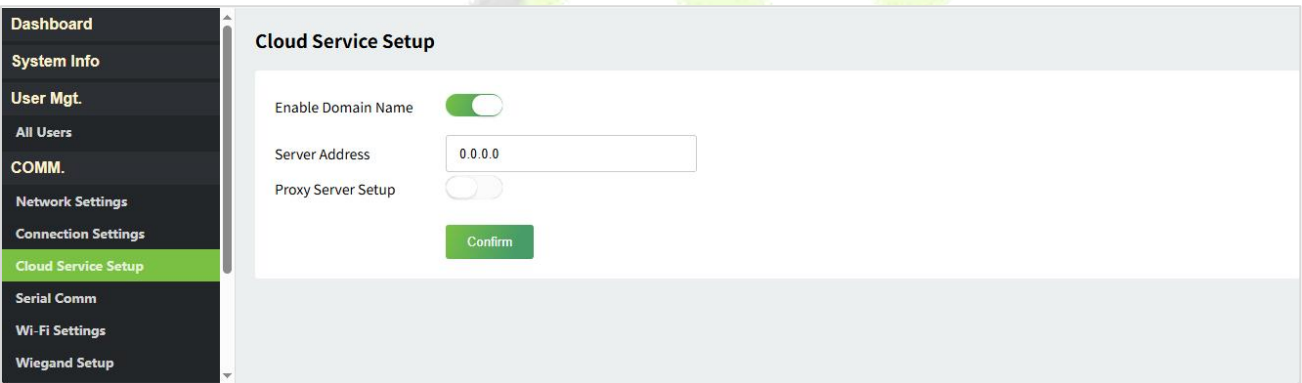 Dashboard
System Info
User Mgt.
All Users
COMM.
Network Settings
Connection Settings
Cloud Service Setup
Serial Comm
Wi-Fi Settings
Wiegand Setup
Cloud Service Setup
Enable Domain Name
Server Address 0.0.0.0
Proxy Server Setup
Confirm